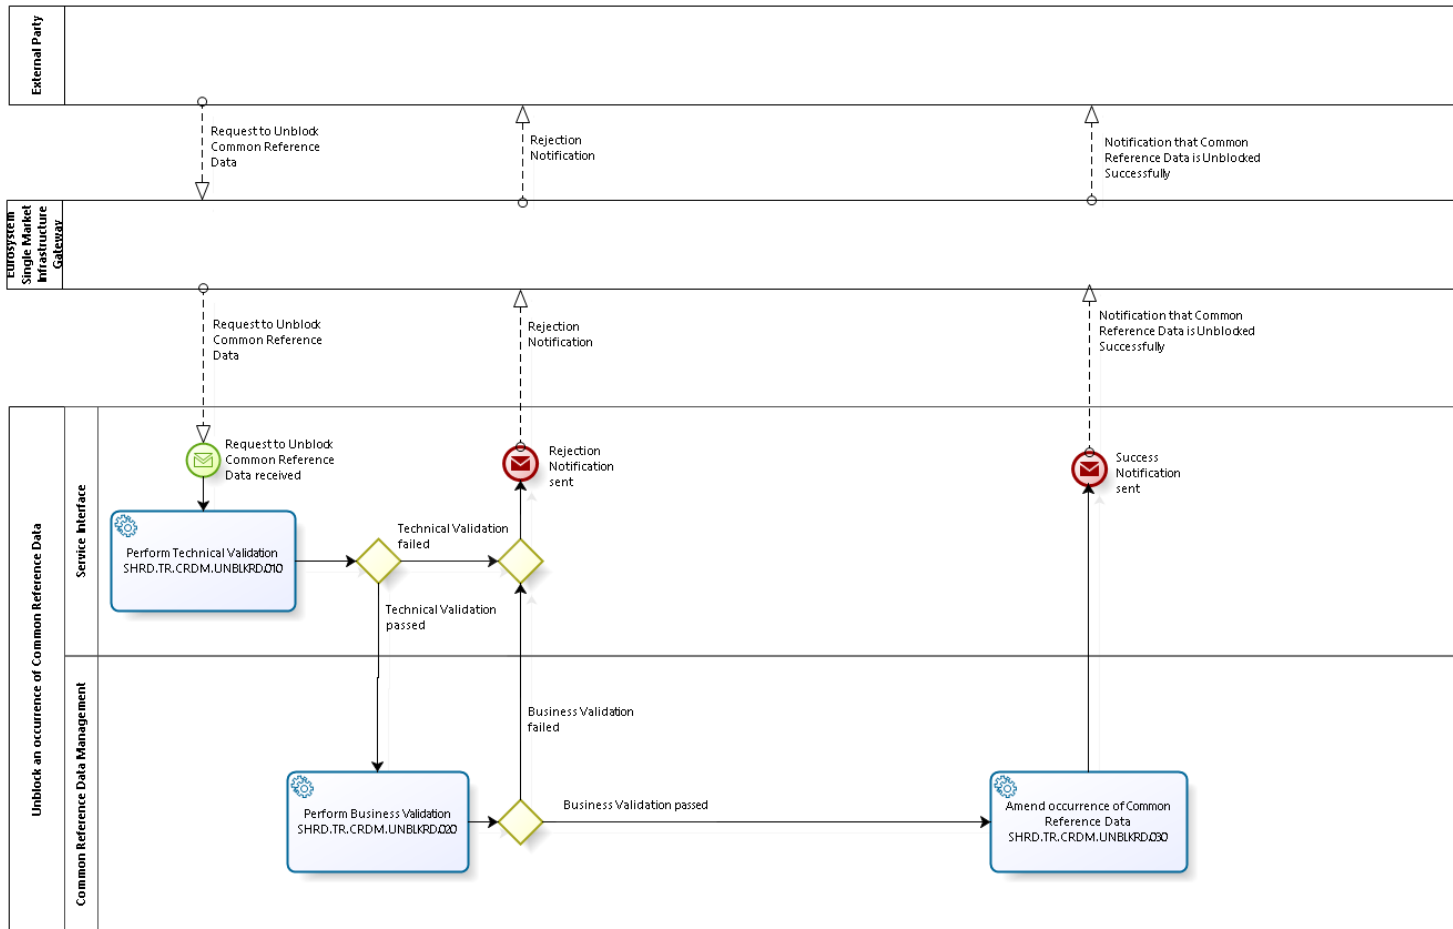 External Party
Request to Unblock
Common Reference
Data
Rejection
Notification
Notification that Common
Reference Data is Unblocked
Successfully
Eurosystem
Single Market
Infrastructure
Gateway
Request to Unblock
Common Reference
Data
Rejection
Notification
Notification that Common
Reference Data is Unblocked
Successfully
Unblock an occurrence of Common Reference Data
Service Interface
Request to Unblock
Common Reference
Data received
Rejection
Notification
sent
Success
Notification
sent
Perform Technical Validation
SHRD.TR.CRDM.UNBLKRD.010
Technical Validation
failed
Technical Validation
passed
Common Reference Data Management
Business Validation
failed
Perform Business Validation
SHRD.TR.CRDM.UNBLKRD.020
Business Validation passed
Amend occurrence of Common
Reference Data
SHRD.TR.CRDM.UNBLKRD.030